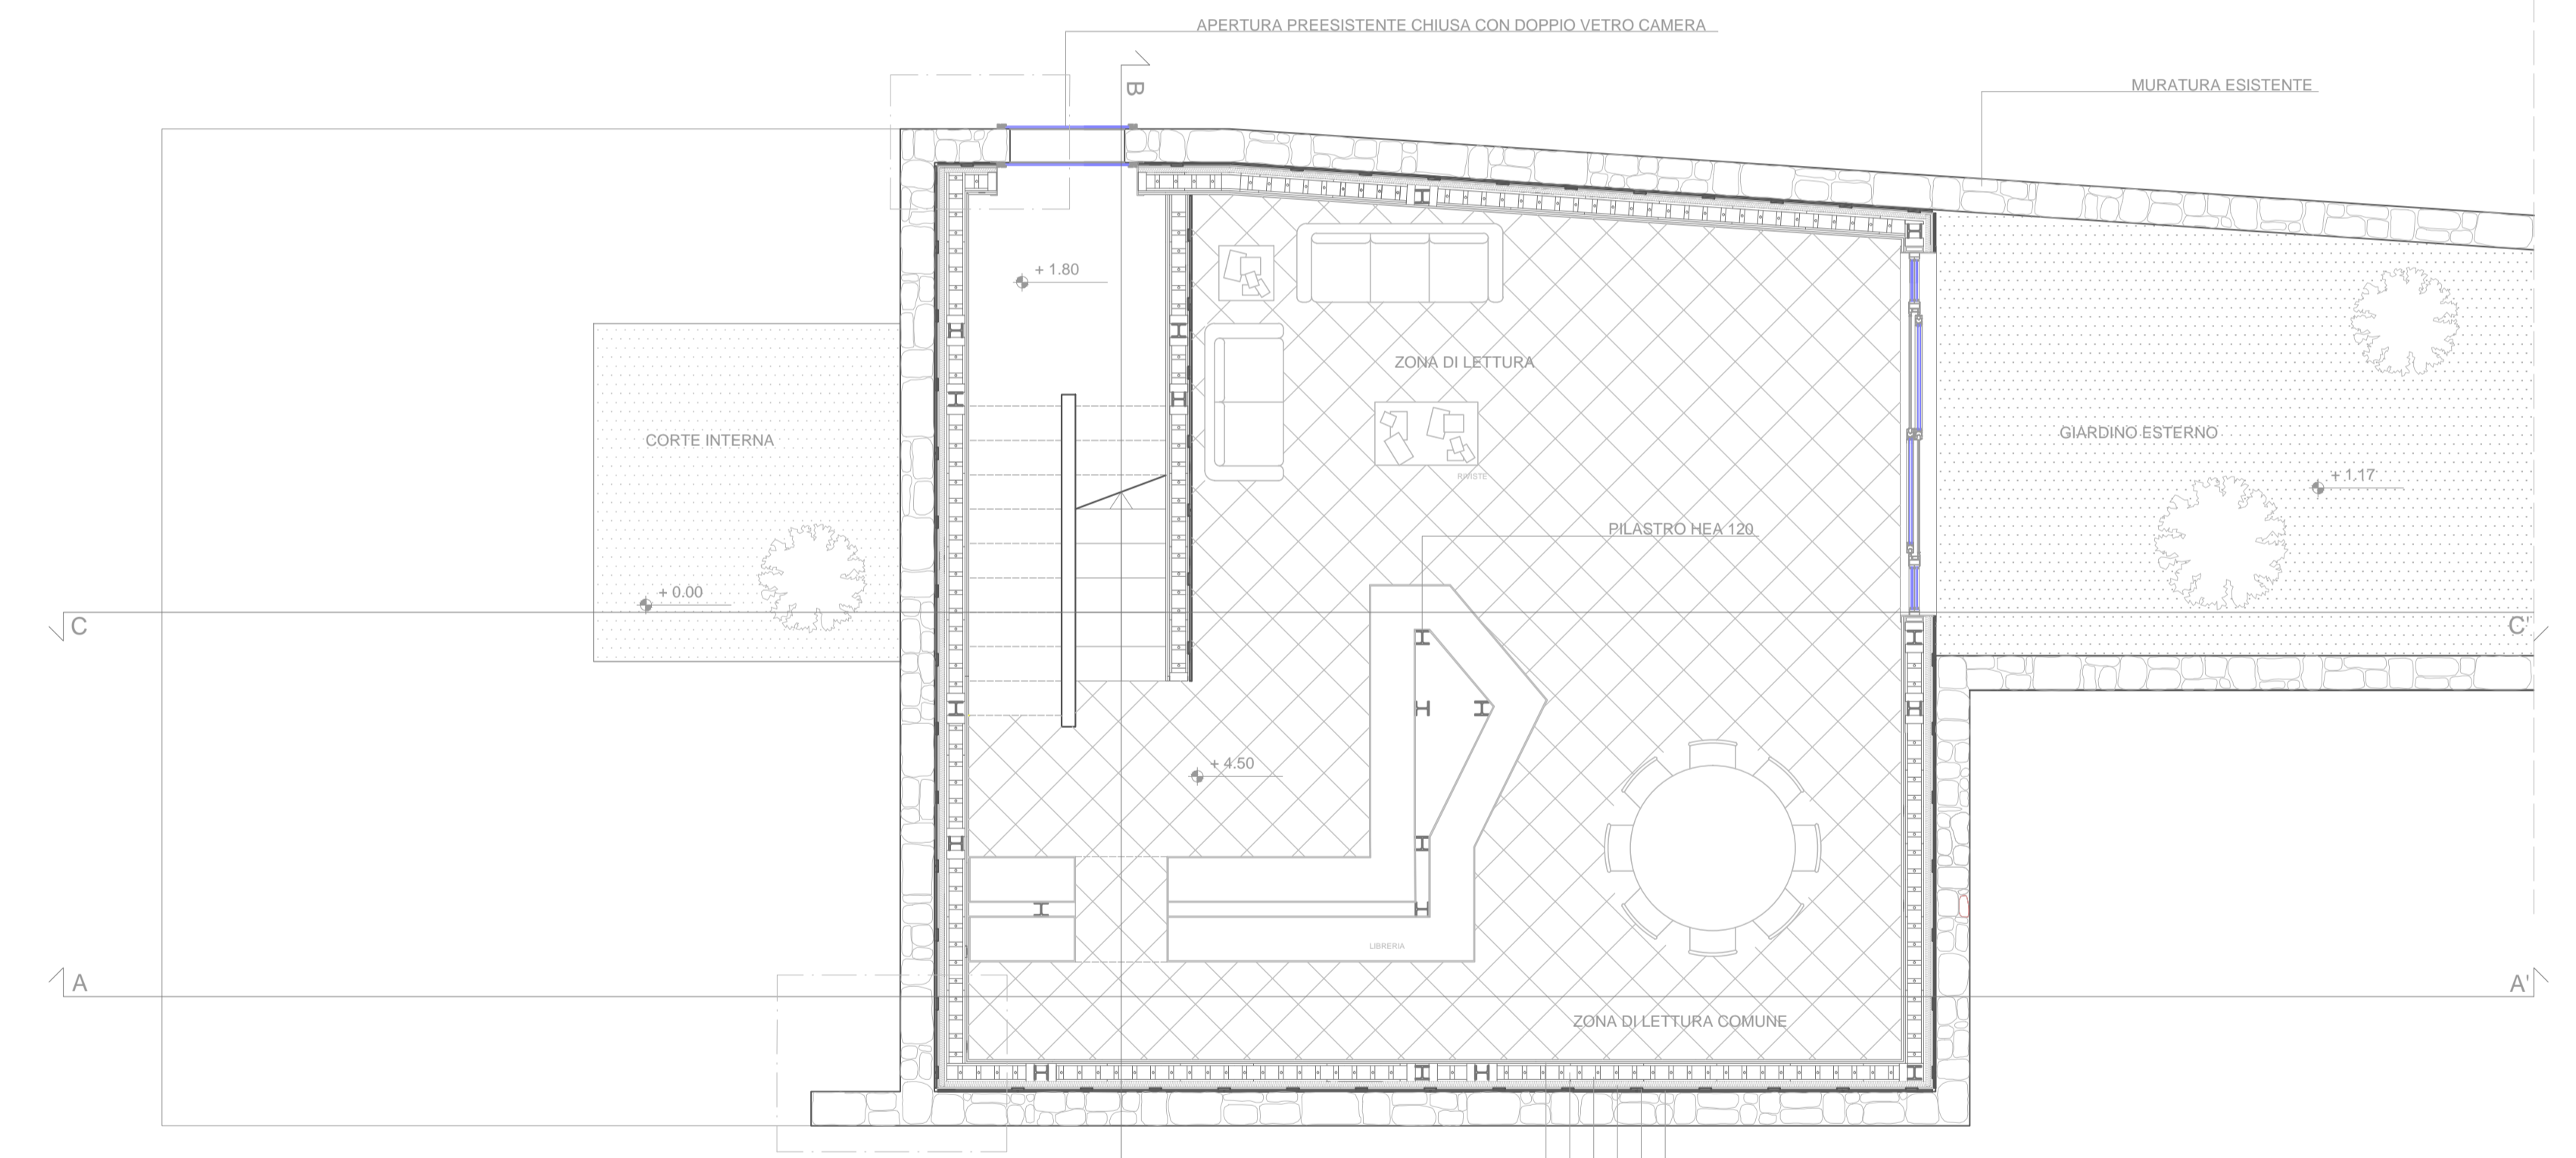 APERTURA PREESISTENTE CHIUSA CON DOPPIO VETRO CAMERA
MURATURA ESISTENTE
B
+ 1.80
ZONA DI LETTURA
CORTE INTERNA
GIARDINO ESTERNO
RIVISTE
+ 1.17
PILASTRO HEA 120
+ 0.00
C
C'
+ 4.50
LIBRERIA
A
A'
ZONA DI LETTURA COMUNE